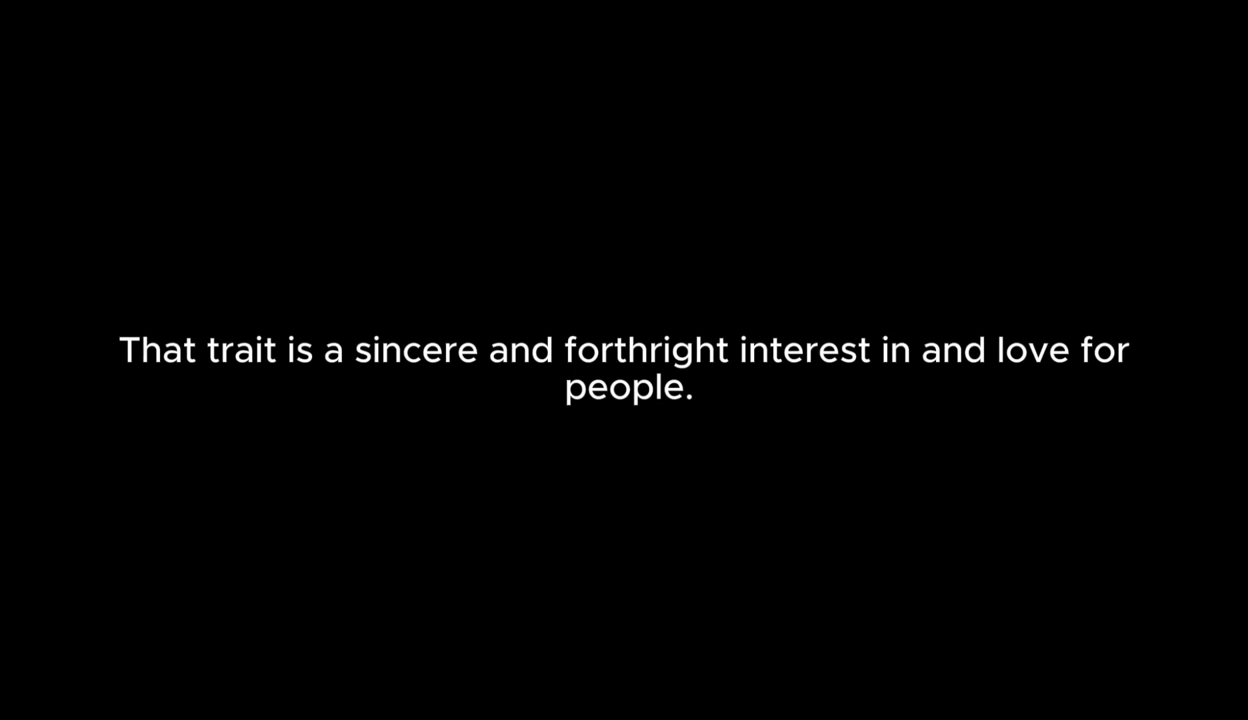 That trait is a sincere and forthright interest in and love for
people.